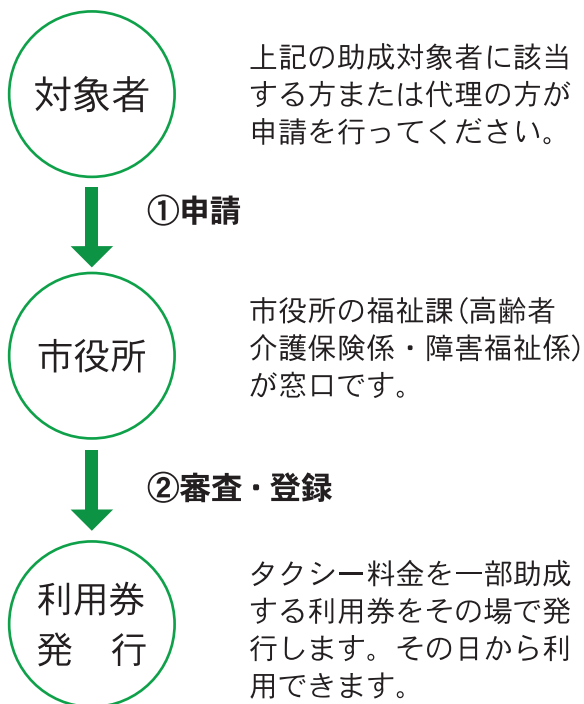 対象者
上記の助成対象者に該当
する方または代理の方が
申請を行ってください。
①申請
市役所
市役所の福祉課(高齢者
介護保険係・障害福祉係)
が窓口です。
②審査・登録
利用券
発　行
タクシー料金を一部助成
する利用券をその場で発
行します。その日から利
用できます。